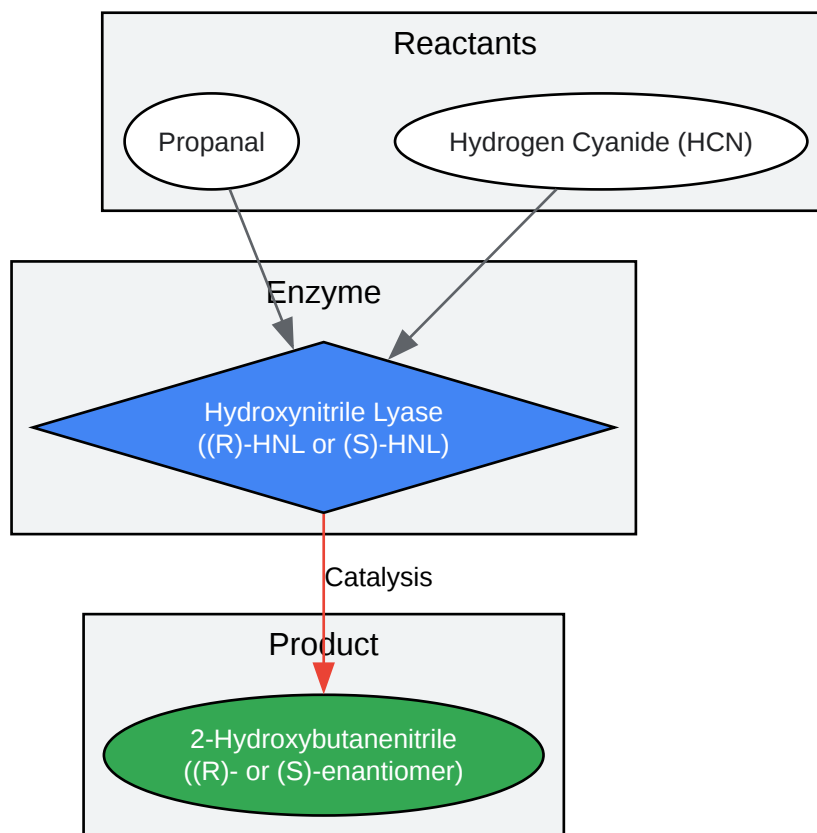 Reactants
Propanal
Hydrogen Cyanide (HCN)
Enzyme
Hydroxynitrile Lyase
((R)-HNL or (S)-HNL)
Catalysis
Product
2-Hydroxybutanenitrile
((R)- or (S)-enantiomer)